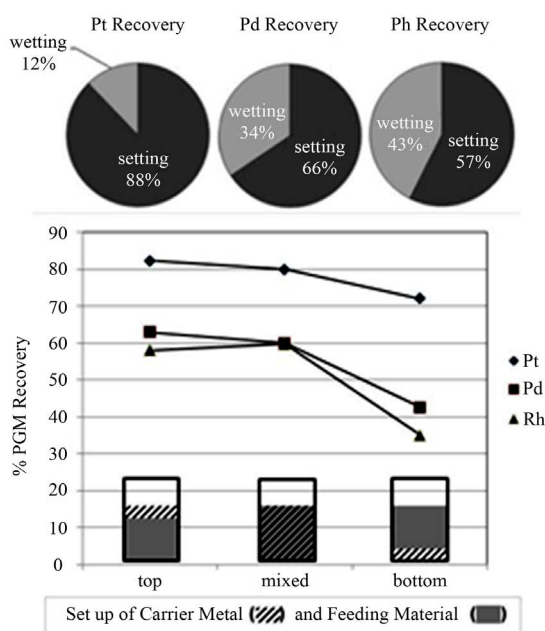 Pt Recovery
Pd Recovery
Ph Recovery
wetting
12%
setting
88%
wetting
34%
setting
66%
wetting
43%
setting
57%
% PGM Recovery
90
80
70
60
50
40
30
20
10
0
top
mixed
bottom
Pt
Pd
Rh
Set up of Carrier Metal ( ) and Feeding Material ( )